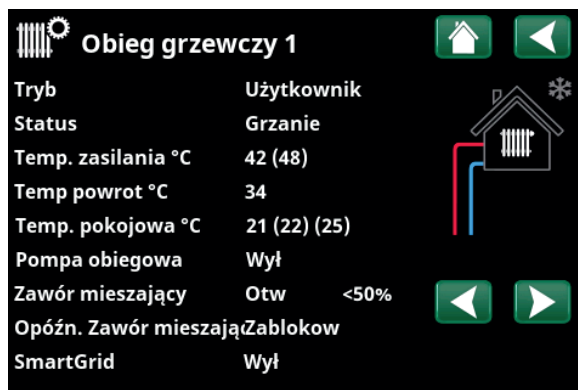 Obieg grzewczy 1
Tryb Użytkownik
Status Grzanie
Temp. zasilania °C 42 (48)
Temp powrot °C 34
Temp. pokojowa °C 21 (22) (25)
Pompa obiegowa Wył
Zawór mieszający Otw <50%
Opóźn. Zawór mieszając Zablokow
SmartGrid Wył